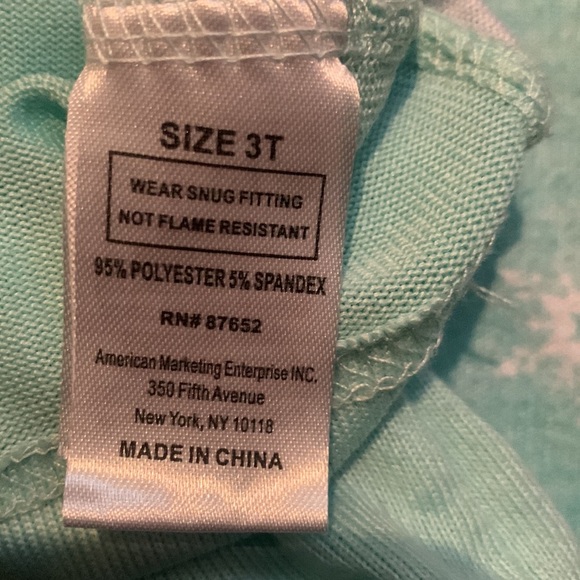 SIZE 3T
WEAR SNUG FITTING
NOT FLAME RESISTANT
95% POLYESTER 5% SPANDEX
RN# 87652
American Marketing Enterprise INC.
350 Fifth Avenue
New York, NY 10118
MADE IN CHINA